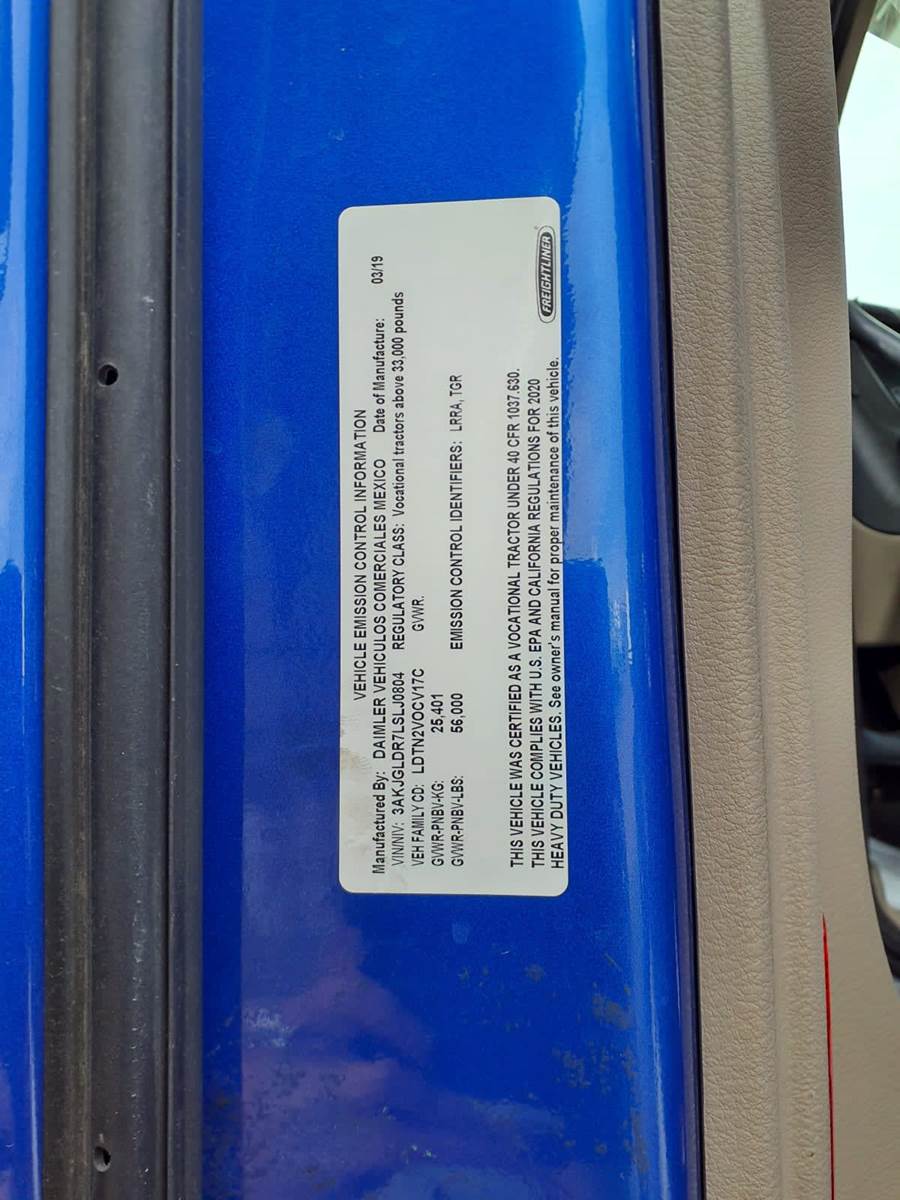 VEHICLE EMISSION CONTROL INFORMATION
Manufactured By: DAIMLER VEHICULOS COMERCIALES MEXICO Date of Manufacture: 03/19
VIN/NIV: 3AKJGLDR7LSLJ0804 REGULATORY CLASS: Vocational tractors above 33,000 pounds
VEH FAMILY CD: LDTN2VOCV17C GVWR.
GVWR-PNBV-KG: 25,401
GVWR-PNBV-LBS: 56,000 EMISSION CONTROL IDENTIFIERS: LRRA, TGR
THIS VEHICLE WAS CERTIFIED AS A VOCATIONAL TRACTOR UNDER 40 CFR 1037.630.
THIS VEHICLE COMPLIES WITH U.S. EPA AND CALIFORNIA REGULATIONS FOR 2020
HEAVY DUTY VEHICLES. See owner's manual for proper maintenance of this vehicle.
FREIGHTLINER